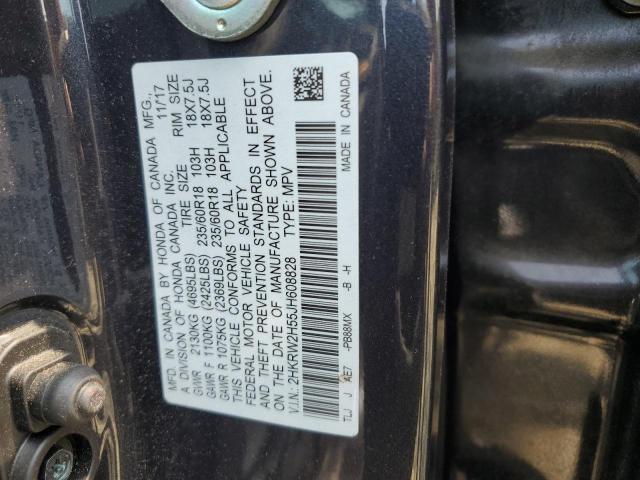 MFD. IN CANADA BY HONDA OF CANADA MFG.,
A DIVISION OF HONDA CANADA INC. 11/17
TIRE SIZE RIM SIZE
GVWR 2130KG (4695LBS)
GAWR F 1100KG (2425LBS) 235/60R18 103H 18X7.5J
GAWR R 1075KG (2369LBS) 235/60R18 103H 18X7.5J
THIS VEHICLE CONFORMS TO ALL APPLICABLE
FEDERAL MOTOR VEHICLE SAFETY
AND THEFT PREVENTION STANDARDS IN EFFECT
ON THE DATE OF MANUFACTURE SHOWN ABOVE.
V.I.N.: 2HKRW2H55JH608828 TYPE: MPV
TLJ J AE7 -PB88MX -B -H MADE IN CANADA